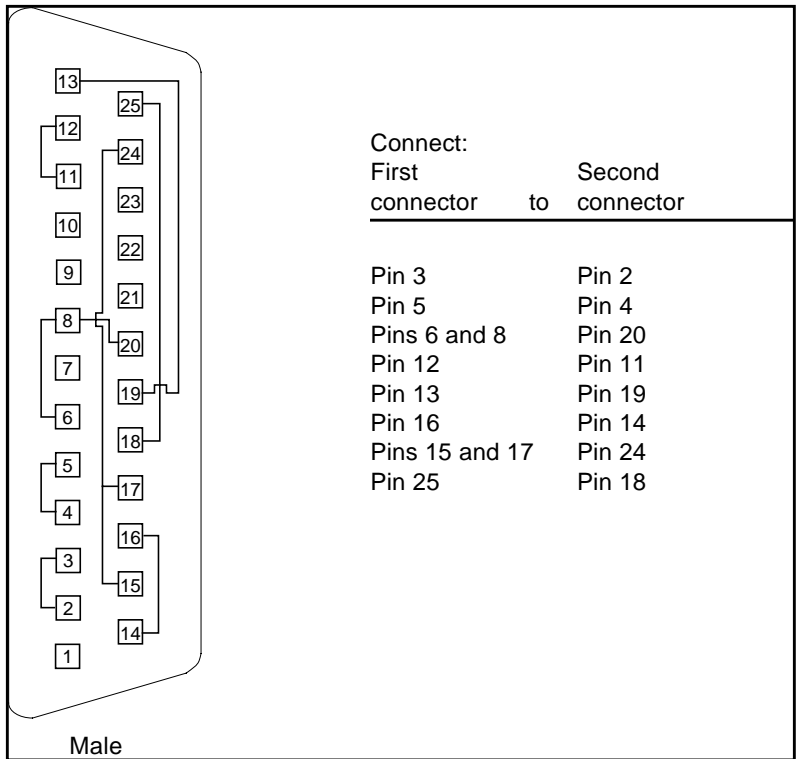 13
25
12
24
11
23
10
22
9
21
8
20
7
19
6
18
5
17
4
16
3
15
2
14
1
Male
Connect:
First Second
connector to connector
Pin 3 Pin 2
Pin 5 Pin 4
Pins 6 and 8 Pin 20
Pin 12 Pin 11
Pin 13 Pin 19
Pin 16 Pin 14
Pins 15 and 17 Pin 24
Pin 25 Pin 18